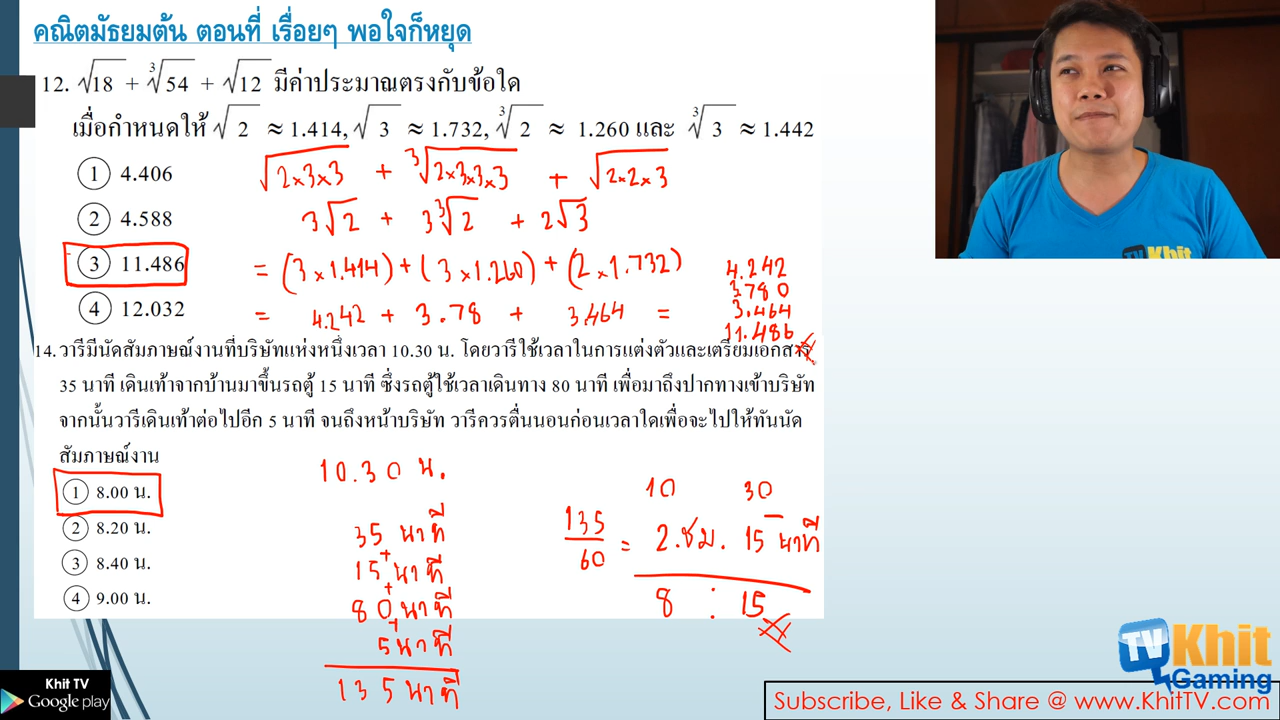 คณิตมัธยมต้น ตอนที่ เรื่อยๆ พอใจก็หยุด
12. √18 + ∛54 + √12 มีค่าประมาณตรงกับข้อใด
เมื่อกำหนดให้ √2 ≈ 1.414, √3 ≈ 1.732, ∛2 ≈ 1.260 และ ∛3 ≈ 1.442
1 4.406
2 4.588
3 11.486
4 12.032
√2×3×3 + ∛2×3×3×3 + √2×2×3
3√2 + 3∛2 + 2√3
= (3×1.414) + (3×1.260) + (2×1.732)
= 4.242 + 3.78 + 3.464 =
4.242
3.780
3.464
11.486
14. วารีมีนัดสัมภาษณ์งานที่บริษัทแห่งหนึ่งเวลา 10.30 น. โดยวารีใช้เวลาในการแต่งตัวและเตรียมเอกสาร
35 นาที เดินเท้าจากบ้านมาขึ้นรถตู้ 15 นาที ซึ่งรถตู้ใช้เวลาเดินทาง 80 นาที เพื่อมาถึงปากทางเข้าบริษัท
จากนั้นวารีเดินเท้าต่อไปอีก 5 นาที จนถึงหน้าบริษัท วารีควรตื่นนอนก่อนเวลาใดเพื่อจะไปให้ทันนัด
สัมภาษณ์งาน
1 8.00 น.
2 8.20 น.
3 8.40 น.
4 9.00 น.
10.30 น.
35 นาที
+
15 นาที
+
80 นาที
+
5 นาที
135 นาที
10 30
135/60 = 2.ชม. 15 นาที
8 : 15
Khit TV
Google play
TV Khit
Gaming
Subscribe, Like & Share @ www.KhitTV.com
TV Khit